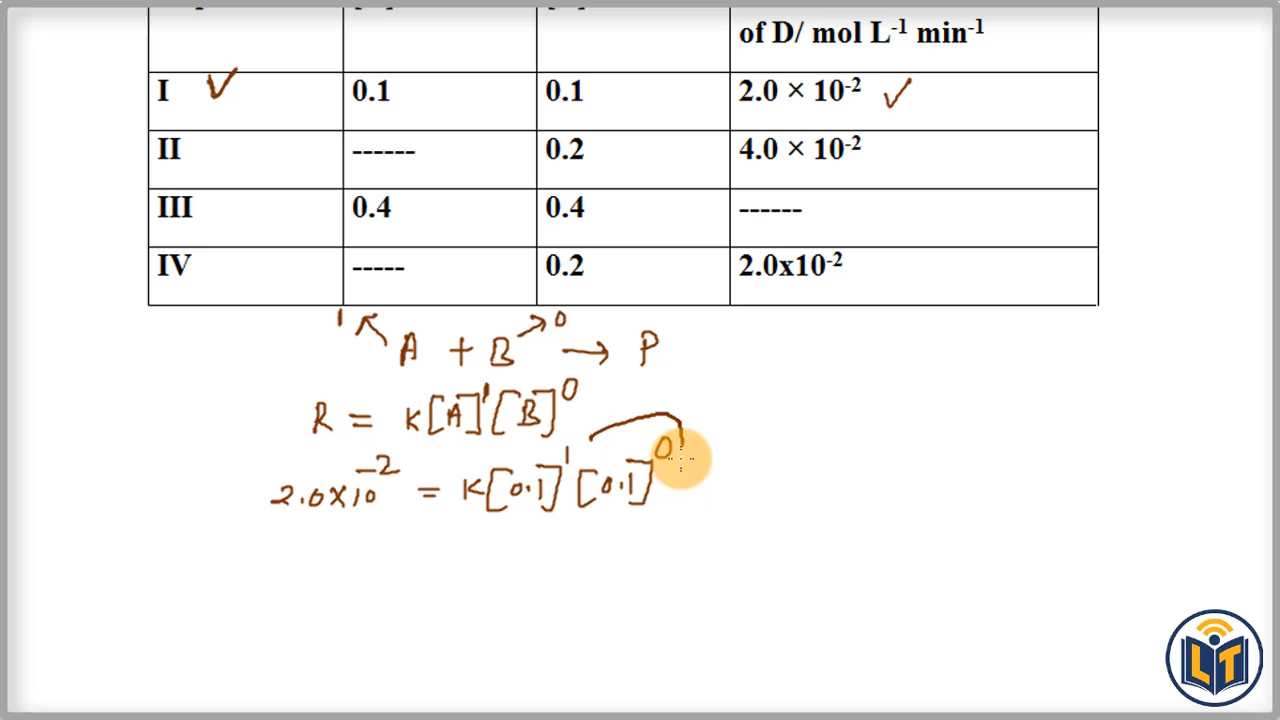 of D/ mol L⁻¹ min⁻¹
I ✓ 0.1 0.1 2.0 × 10⁻² ✓
II ------ 0.2 4.0 × 10⁻²
III 0.4 0.4 ------
IV ----- 0.2 2.0x10⁻²
1 ↖ A + B ↗ 0 → P
R = K[A]¹[B]⁰
2.0×10⁻² = K[0.1]¹[0.1]⁰
LT